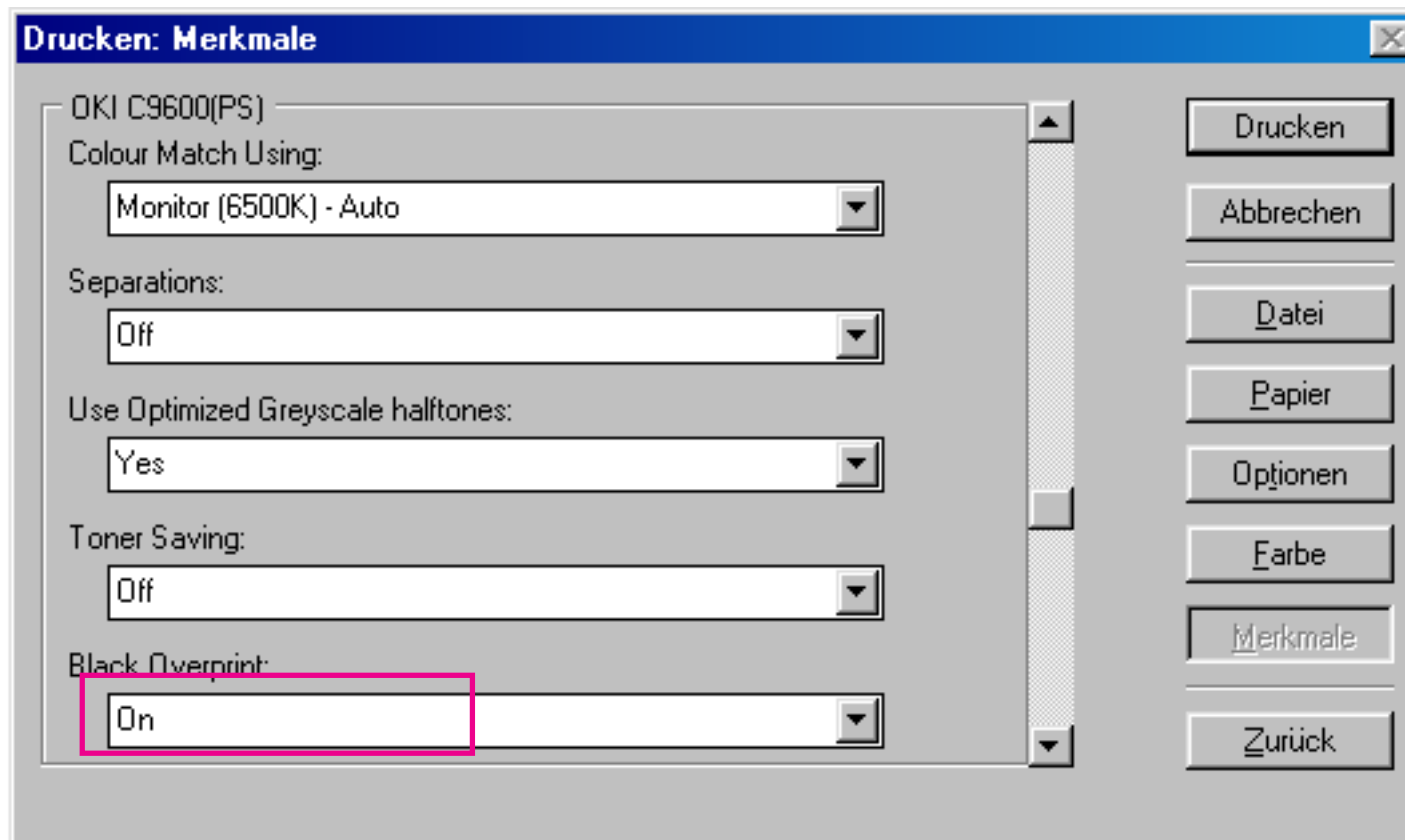 Drucken: Merkmale
OKI C9600(PS)
Colour Match Using:
Monitor (6500K) - Auto
Separations:
Off
Use Optimized Greyscale halftones:
Yes
Toner Saving:
Off
Black Overprint:
On
Drucken
Abbrechen
Datei
Papier
Optionen
Farbe
Merkmale
Zurück